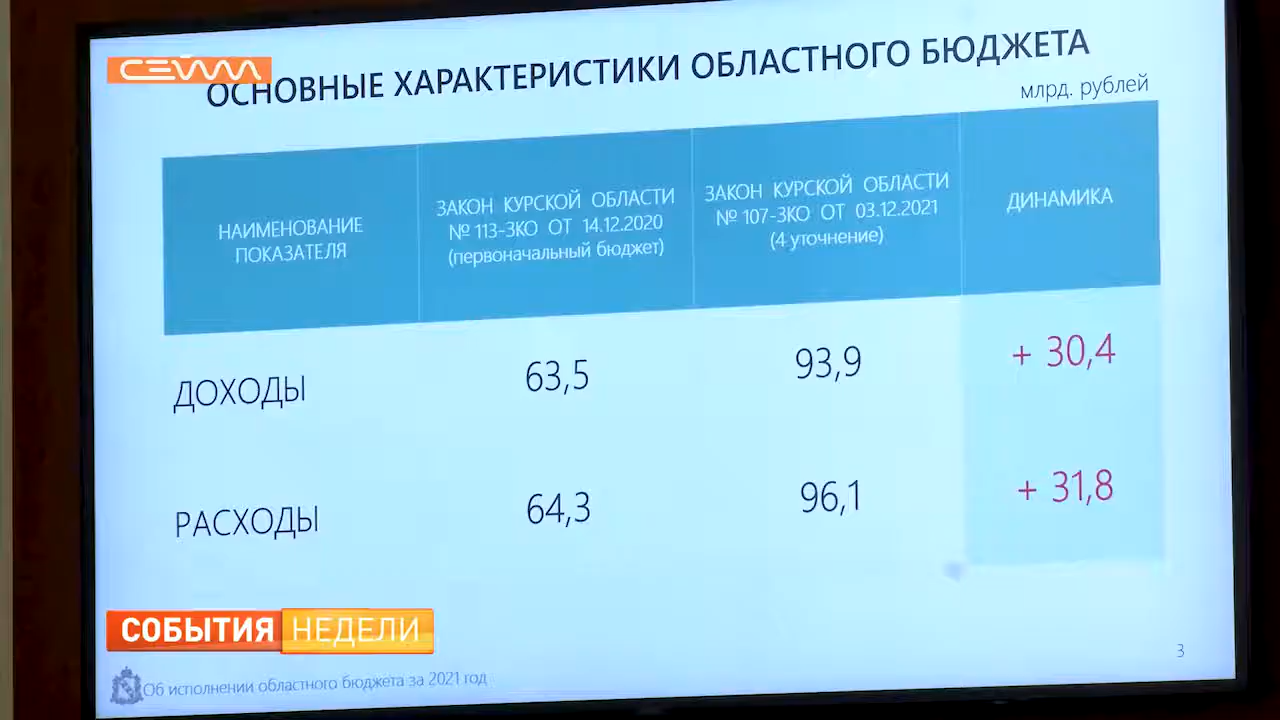 СЕЙМ
ОСНОВНЫЕ ХАРАКТЕРИСТИКИ ОБЛАСТНОГО БЮДЖЕТА
млрд. рублей
НАИМЕНОВАНИЕ
ПОКАЗАТЕЛЯ
ЗАКОН КУРСКОЙ ОБЛАСТИ
№ 113-ЗКО ОТ 14.12.2020
(первоначальный бюджет)
ЗАКОН КУРСКОЙ ОБЛАСТИ
№ 107-ЗКО ОТ 03.12.2021
(4 уточнение)
ДИНАМИКА
ДОХОДЫ
63,5
93,9
+ 30,4
РАСХОДЫ
64,3
96,1
+ 31,8
СОБЫТИЯ НЕДЕЛИ
3
Об исполнении областного бюджета за 2021 год